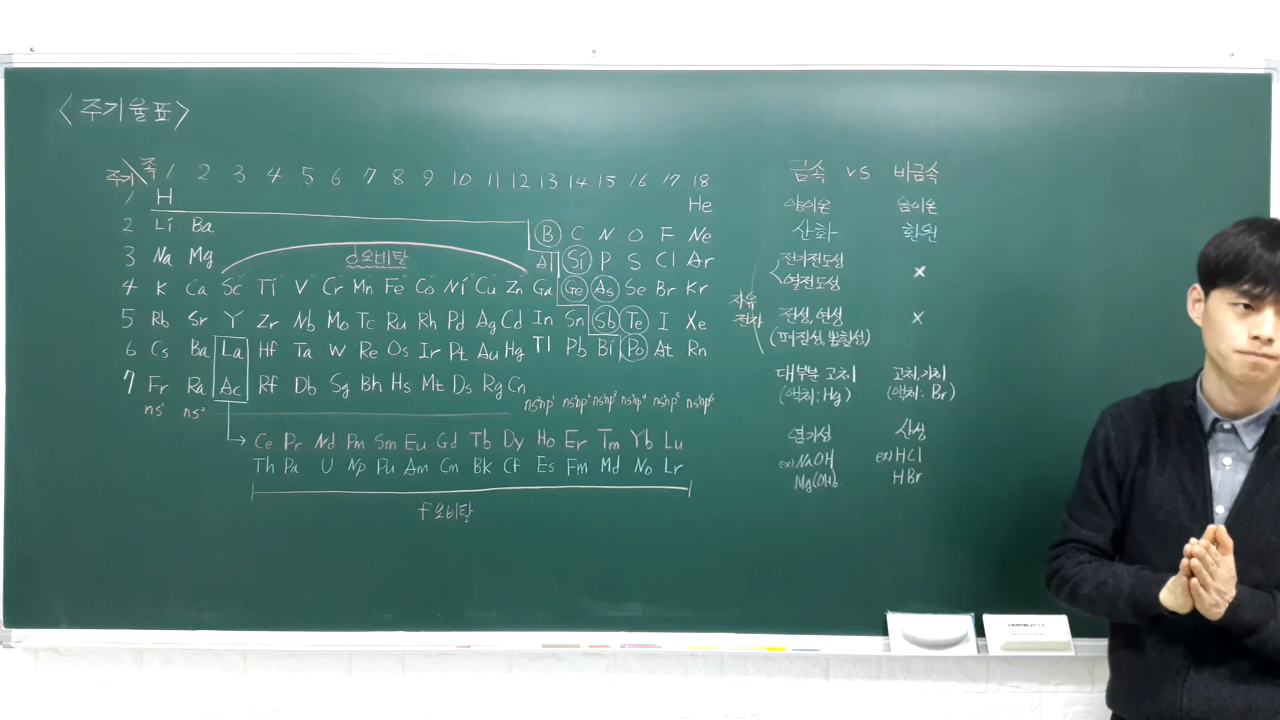 <주기율표>
주기 족 1 2 3 4 5 6 7 8 9 10 11 12 13 14 15 16 17 18
1 H He
2 Li Ba B C N O F Ne
3 Na Mg Al Si P S Cl Ar
d오비탈
4 K Ca Sc Ti V Cr Mn Fe Co Ni Cu Zn Ga Ge As Se Br Kr
5 Rb Sr Y Zr Nb Mo Tc Ru Rh Pd Ag Cd In Sn Sb Te I Xe
6 Cs Ba La Hf Ta W Re Os Ir Pt Au Hg Tl Pb Bi Po At Rn
7 Fr Ra Ac Rf Db Sg Bh Hs Mt Ds Rg Cn
ns¹ ns² ns²np¹ ns²np² ns²np³ ns²np⁴ ns²np⁵ ns²np⁶
Ce Pr Nd Pm Sm Eu Gd Tb Dy Ho Er Tm Yb Lu
Th Pa U Np Pu Am Cm Bk Cf Es Fm Md No Lr
f오비탈
금속 vs 비금속
양이온 음이온
산화 환원
자유전자
전기전도성 ×
열전도성
전성, 연성 ×
(펴짐성, 뽑힘성)
대부분 고체 고체, 기체
(액체: Hg) (액체: Br)
염기성 산성
ex) NaOH ex) HCl
Mg(OH)₂ HBr